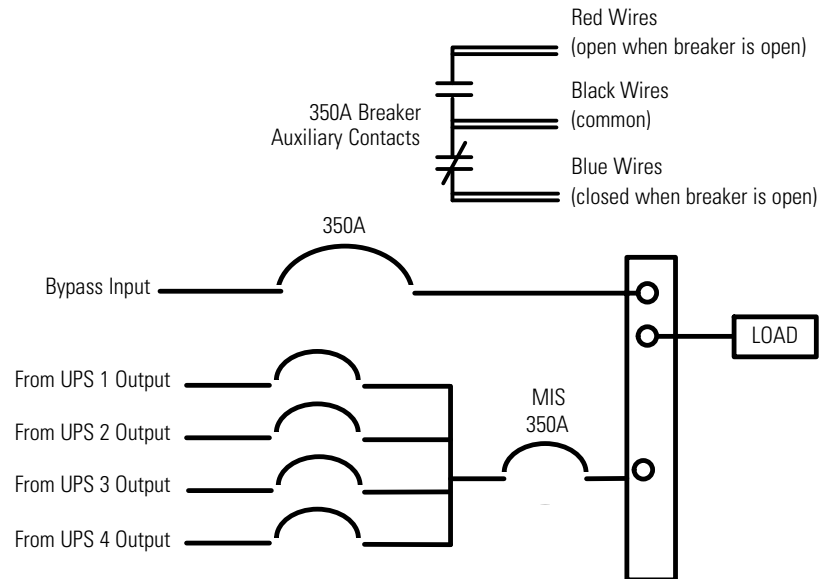 Red Wires
(open when breaker is open)
Black Wires
(common)
350A Breaker
Auxiliary Contacts
Blue Wires
(closed when breaker is open)
350A
Bypass Input
LOAD
From UPS 1 Output
MIS
350A
From UPS 2 Output
From UPS 3 Output
From UPS 4 Output